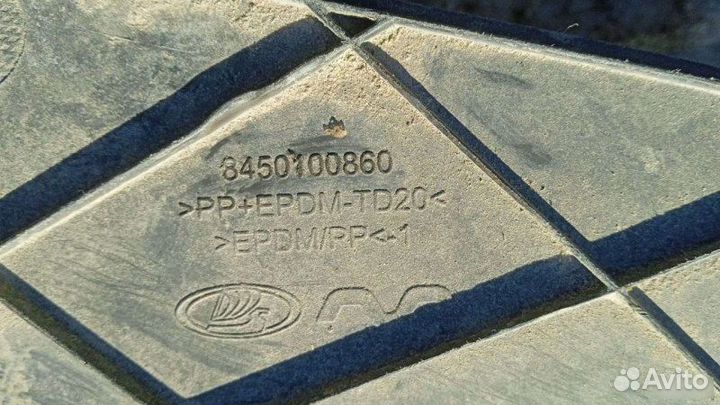 8450100860
>PP+EPDM-TD20<
>EPDM/PP<-1
Avito